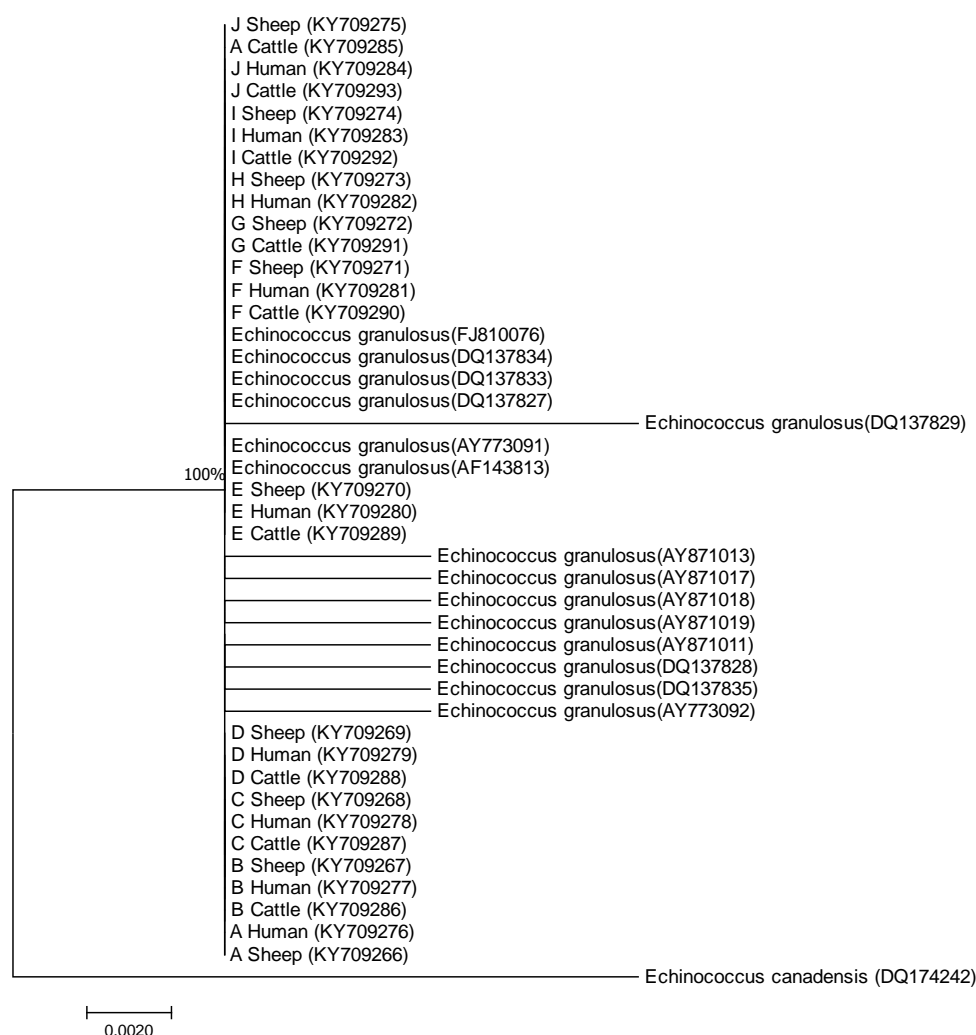 J Sheep (KY709275)
A Cattle (KY709285)
J Human (KY709284)
J Cattle (KY709293)
I Sheep (KY709274)
I Human (KY709283)
I Cattle (KY709292)
H Sheep (KY709273)
H Human (KY709282)
G Sheep (KY709272)
G Cattle (KY709291)
F Sheep (KY709271)
F Human (KY709281)
F Cattle (KY709290)
Echinococcus granulosus(FJ810076)
Echinococcus granulosus(DQ137834)
Echinococcus granulosus(DQ137833)
Echinococcus granulosus(DQ137827)
Echinococcus granulosus(DQ137829)
Echinococcus granulosus(AY773091)
Echinococcus granulosus(AF143813)
100%
E Sheep (KY709270)
E Human (KY709280)
E Cattle (KY709289)
Echinococcus granulosus(AY871013)
Echinococcus granulosus(AY871017)
Echinococcus granulosus(AY871018)
Echinococcus granulosus(AY871019)
Echinococcus granulosus(AY871011)
Echinococcus granulosus(DQ137828)
Echinococcus granulosus(DQ137835)
Echinococcus granulosus(AY773092)
D Sheep (KY709269)
D Human (KY709279)
D Cattle (KY709288)
C Sheep (KY709268)
C Human (KY709278)
C Cattle (KY709287)
B Sheep (KY709267)
B Human (KY709277)
B Cattle (KY709286)
A Human (KY709276)
A Sheep (KY709266)
Echinococcus canadensis (DQ174242)
0.0020